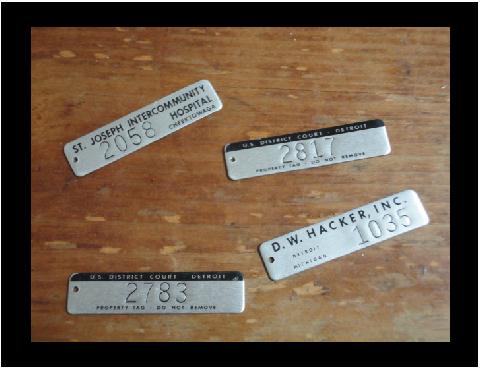 ST. JOSEPH INTERCOMMUNITY
HOSPITAL
2058
CHEEKTOWAGA
U.S. DISTRICT COURT - DETROIT
2817
PROPERTY TAG - DO NOT REMOVE
D. W. HACKER, INC.
DETROIT
MICHIGAN
1035
U.S. DISTRICT COURT DETROIT
2783
PROPERTY TAG - DO NOT REMOVE